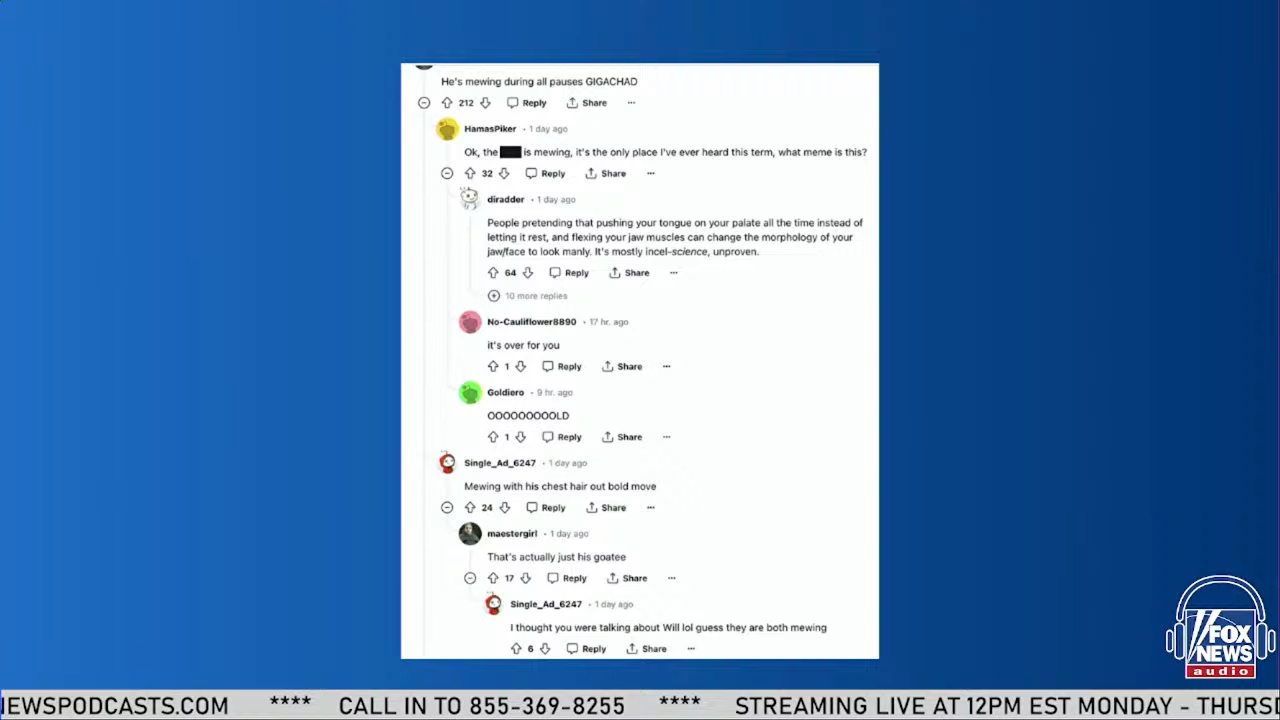 He's mewing during all pauses GIGACHAD
212 Reply Share ...
HamasPiker • 1 day ago
Ok, the is mewing, it's the only place I've ever heard this term, what meme is this?
32 Reply Share ...
diradder • 1 day ago
People pretending that pushing your tongue on your palate all the time instead of
letting it rest, and flexing your jaw muscles can change the morphology of your
jaw/face to look manly. It's mostly incel-science, unproven.
64 Reply Share ...
10 more replies
No-Cauliflower8890 • 17 hr. ago
it's over for you
1 Reply Share ...
Goldiero • 9 hr. ago
OOOOOOOOOLD
1 Reply Share ...
Single_Ad_6247 • 1 day ago
Mewing with his chest hair out bold move
24 Reply Share ...
maestergirl • 1 day ago
That's actually just his goatee
17 Reply Share ...
Single_Ad_6247 • 1 day ago
I thought you were talking about Will lol guess they are both mewing
6 Reply Share ...
FOX
NEWS
audio
NEWSPODCASTS.COM **** CALL IN TO 855-369-8255 **** STREAMING LIVE AT 12PM EST MONDAY - THURS